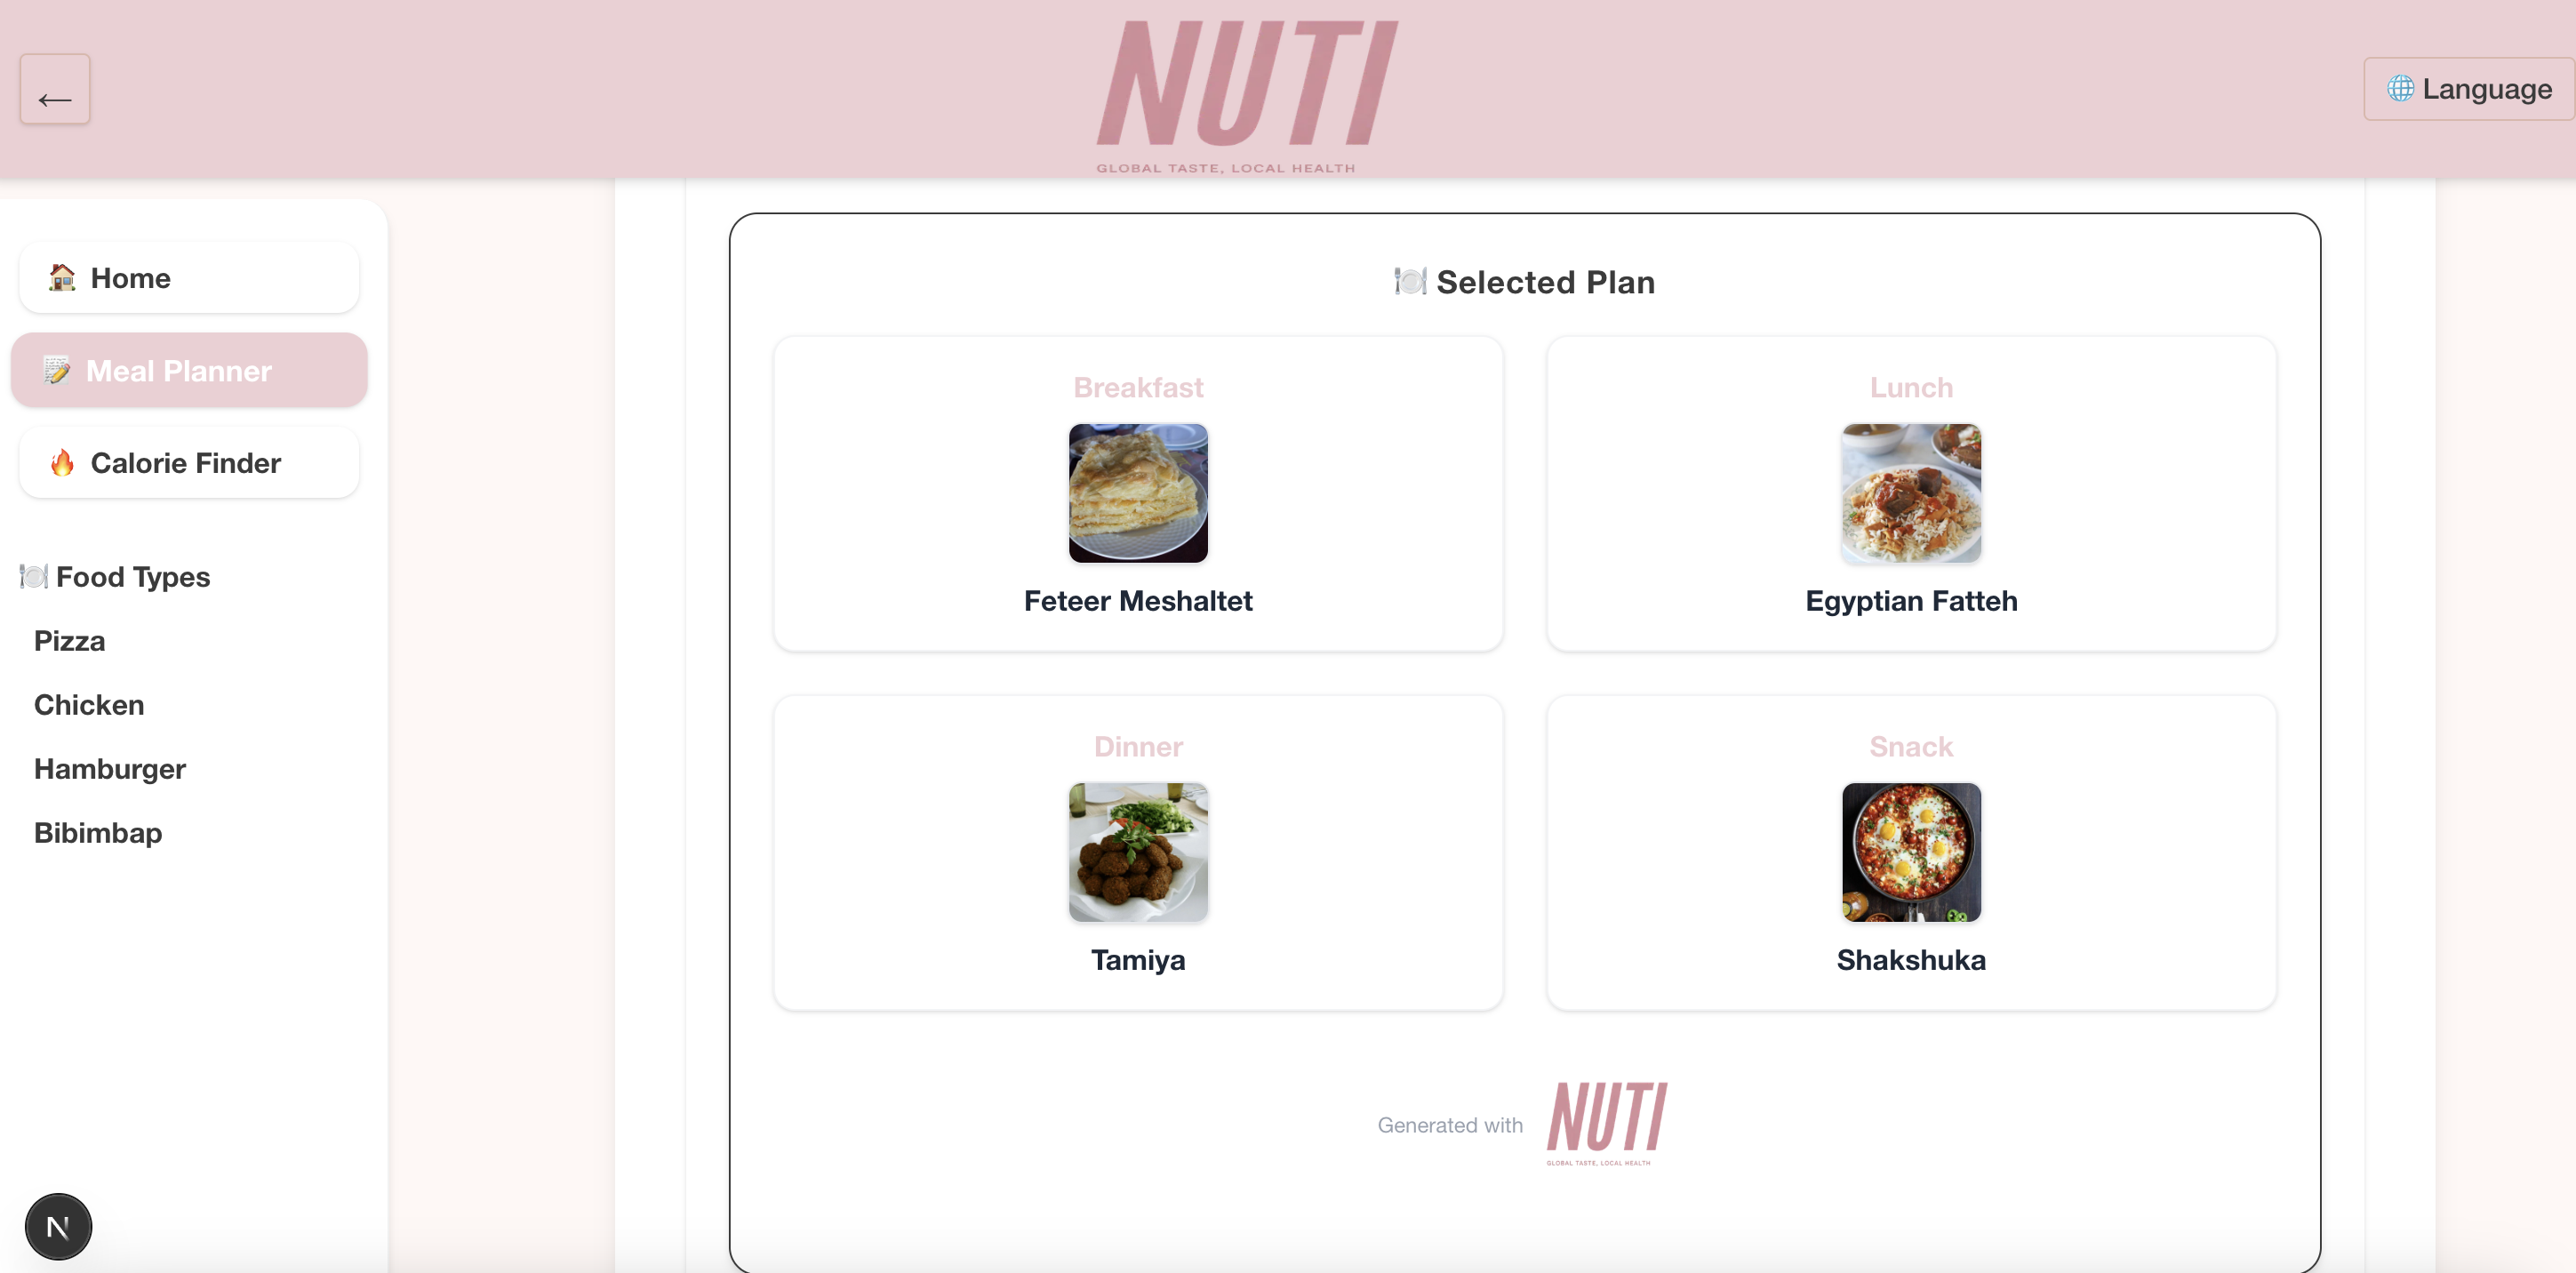 NUTI
GLOBAL TASTE, LOCAL HEALTH
←
🌐 Language
🏠 Home
📝 Meal Planner
🔥 Calorie Finder
🍽️ Food Types
Pizza
Chicken
Hamburger
Bibimbap
🍽️ Selected Plan
Breakfast
Feteer Meshaltet
Lunch
Egyptian Fatteh
Dinner
Tamiya
Snack
Shakshuka
Generated with
NUTI
GLOBAL TASTE, LOCAL HEALTH
N